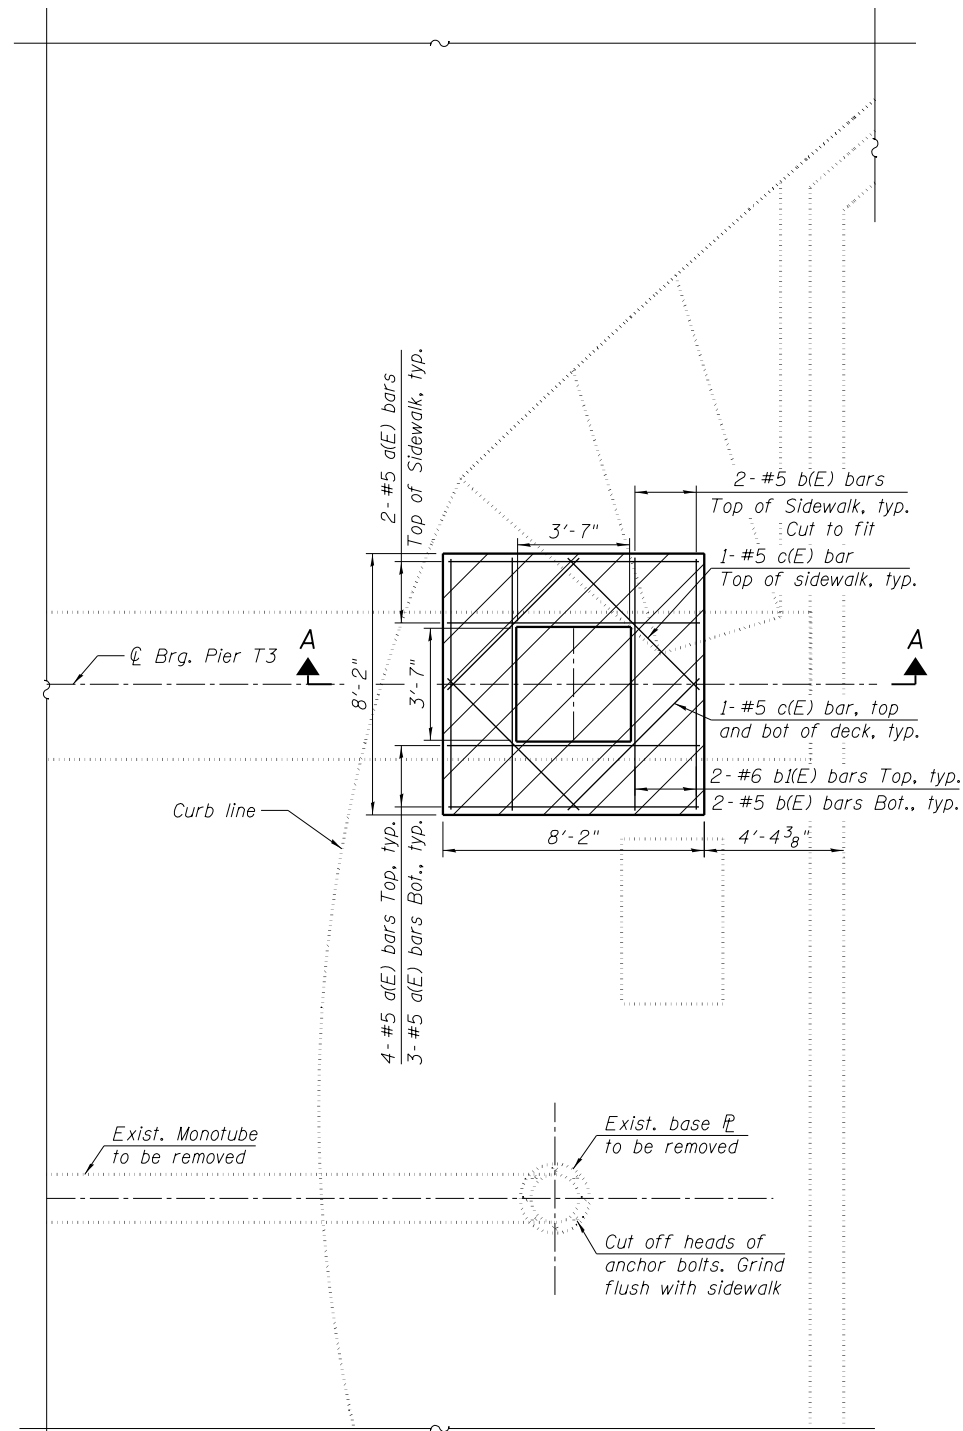 2- #5 a(E) bars
Top of Sidewalk, typ.
2- #5 b(E) bars
Top of Sidewalk, typ.
Cut to fit
3'-7"
1- #5 c(E) bar
Top of sidewalk, typ.
A
A
℄ Brg. Pier T3
8'-2"
3'-7"
1- #5 c(E) bar, top
and bot of deck, typ.
2- #6 b1(E) bars Top, typ.
2- #5 b(E) bars Bot., typ.
Curb line
8'-2"
4'-4 3/8"
4- #5 a(E) bars Top, typ.
3- #5 a(E) bars Bot., typ.
Exist. Monotube
to be removed
Exist. base ℙL
to be removed
Cut off heads of
anchor bolts. Grind
flush with sidewalk